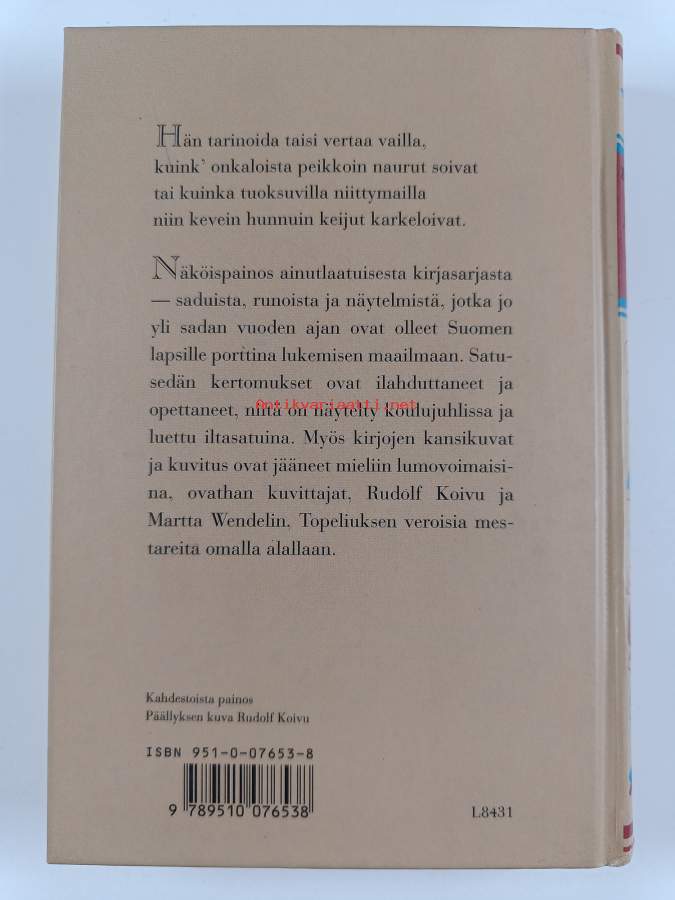 Hän tarinoida taisi vertaa vailla,
kuink' onkaloista peikkoin naurut soivat
tai kuinka tuoksuvilla niittymailla
niin kevein hunnuin keijut karkeloivat.
Näköispainos ainutlaatuisesta kirjasarjasta
— saduista, runoista ja näytelmistä, jotka jo
yli sadan vuoden ajan ovat olleet Suomen
lapsille porttina lukemisen maailmaan. Satu-
sedän kertomukset ovat ilahduttaneet ja
Antikvariaatti.net
opettaneet, niitä on näytelty koulujuhlissa ja
luettu iltasatuina. Myös kirjojen kansikuvat
ja kuvitus ovat jääneet mieliin lumovoimaisi-
na, ovathan kuvittajat, Rudolf Koivu ja
Martta Wendelin, Topeliuksen veroisia mes-
tareita omalla alallaan.
Kahdestoista painos
Päällyksen kuva Rudolf Koivu
ISBN 951-0-07653-8
9 789510 076538
L8431